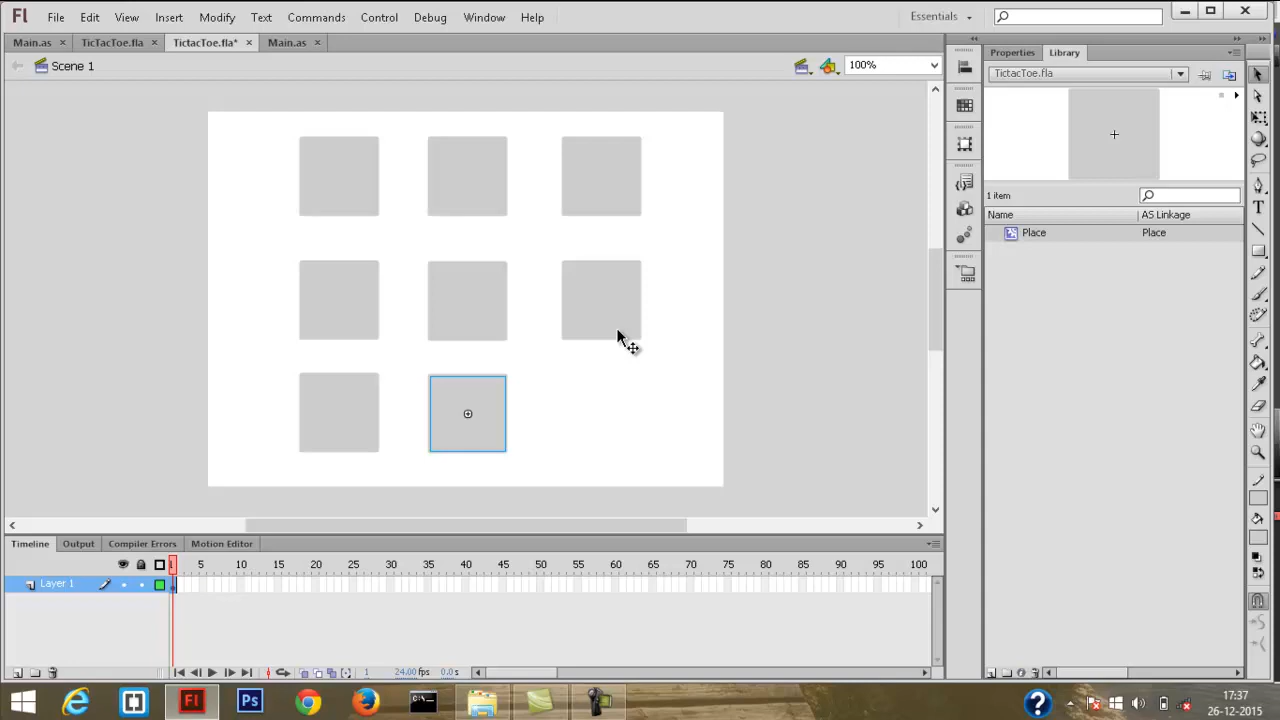 Fl File Edit View Insert Modify Text Commands Control Debug Window Help Essentials
Main.as × TicTacToe.fla × TictacToe.fla* × Main.as ×
Scene 1 100%
Properties Library
TictacToe.fla
1 item
Name AS Linkage
Place Place
Timeline Output Compiler Errors Motion Editor
1 5 10 15 20 25 30 35 40 45 50 55 60 65 70 75 80 85 90 95 100
Layer 1
1 24.00 fps 0.0 s
Fl Ps
17:37
26-12-2015